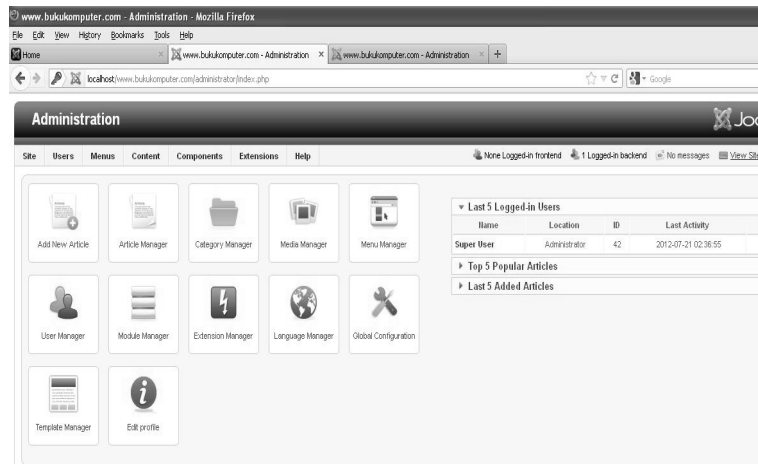 www.bukukomputer.com - Administration - Mozilla Firefox
File Edit View History Bookmarks Tools Help
Home × www.bukukomputer.com - Administration × www.bukukomputer.com - Administration × +
localhost/www.bukukomputer.com/administrator/index.php Google
Administration Joo
Site Users Menus Content Components Extensions Help None Logged-in frontend 1 Logged-in backend No messages View Site
Add New Article Article Manager Category Manager Media Manager Menu Manager
User Manager Module Manager Extension Manager Language Manager Global Configuration
Template Manager Edit profile
Last 5 Logged-in Users
Name Location ID Last Activity
Super User Administrator 42 2012-07-21 02:36:55
Top 5 Popular Articles
Last 5 Added Articles